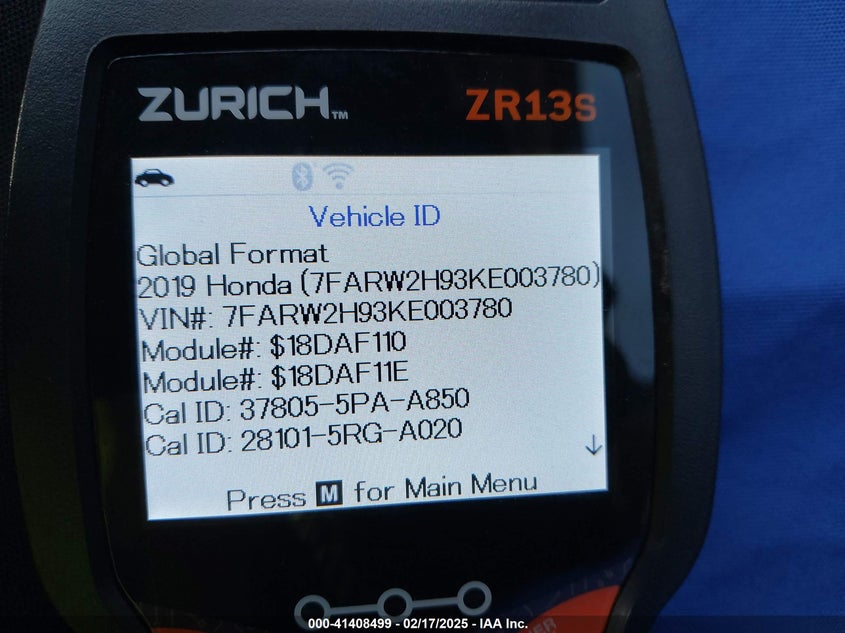 ZURICH™ ZR13S
Vehicle ID
Global Format
2019 Honda (7FARW2H93KE003780)
VIN#: 7FARW2H93KE003780
Module#: $18DAF110
Module#: $18DAF11E
Cal ID: 37805-5PA-A850
Cal ID: 28101-5RG-A020
Press M for Main Menu
000-41408499 - 02/17/2025 - IAA Inc.